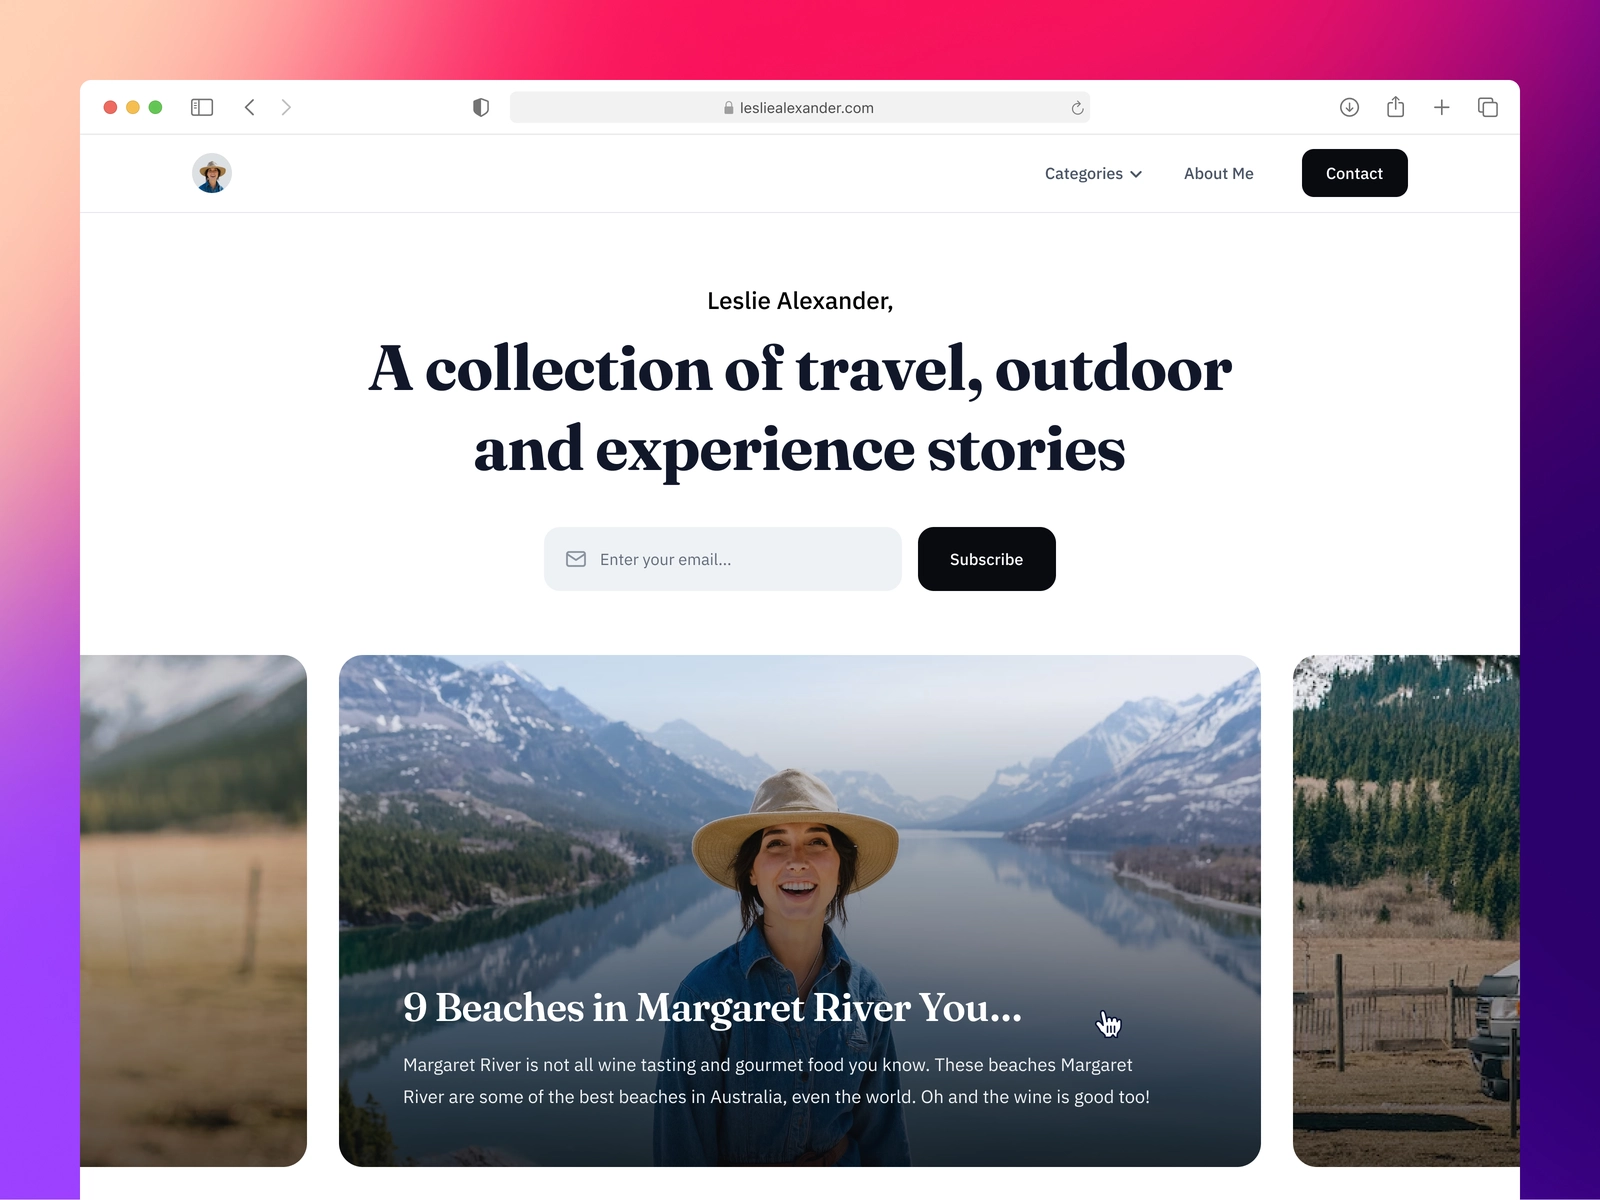 lesliealexander.com
Categories
About Me
Contact
Leslie Alexander,
A collection of travel, outdoor
and experience stories
Enter your email...
Subscribe
9 Beaches in Margaret River You...
Margaret River is not all wine tasting and gourmet food you know. These beaches Margaret
River are some of the best beaches in Australia, even the world. Oh and the wine is good too!